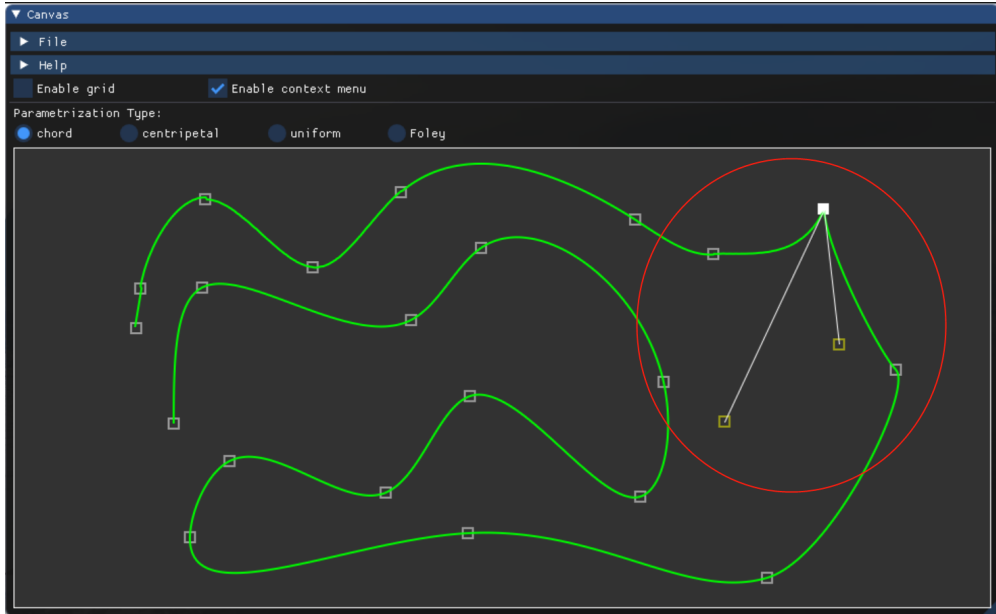 Canvas
File
Help
Enable grid Enable context menu
Parametrization Type:
chord centripetal uniform Foley